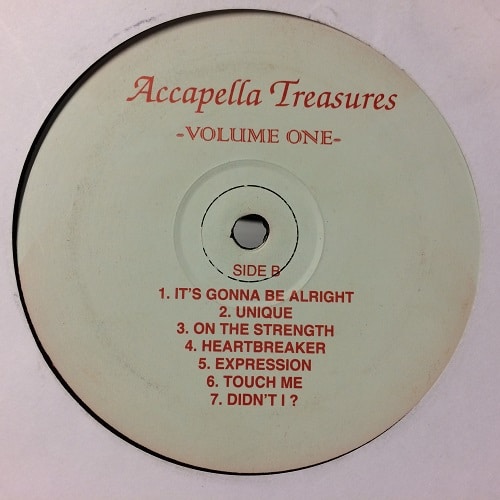 Accapella Treasures
-VOLUME ONE-
SIDE B
1. IT'S GONNA BE ALRIGHT
2. UNIQUE
3. ON THE STRENGTH
4. HEARTBREAKER
5. EXPRESSION
6. TOUCH ME
7. DIDN'T I ?